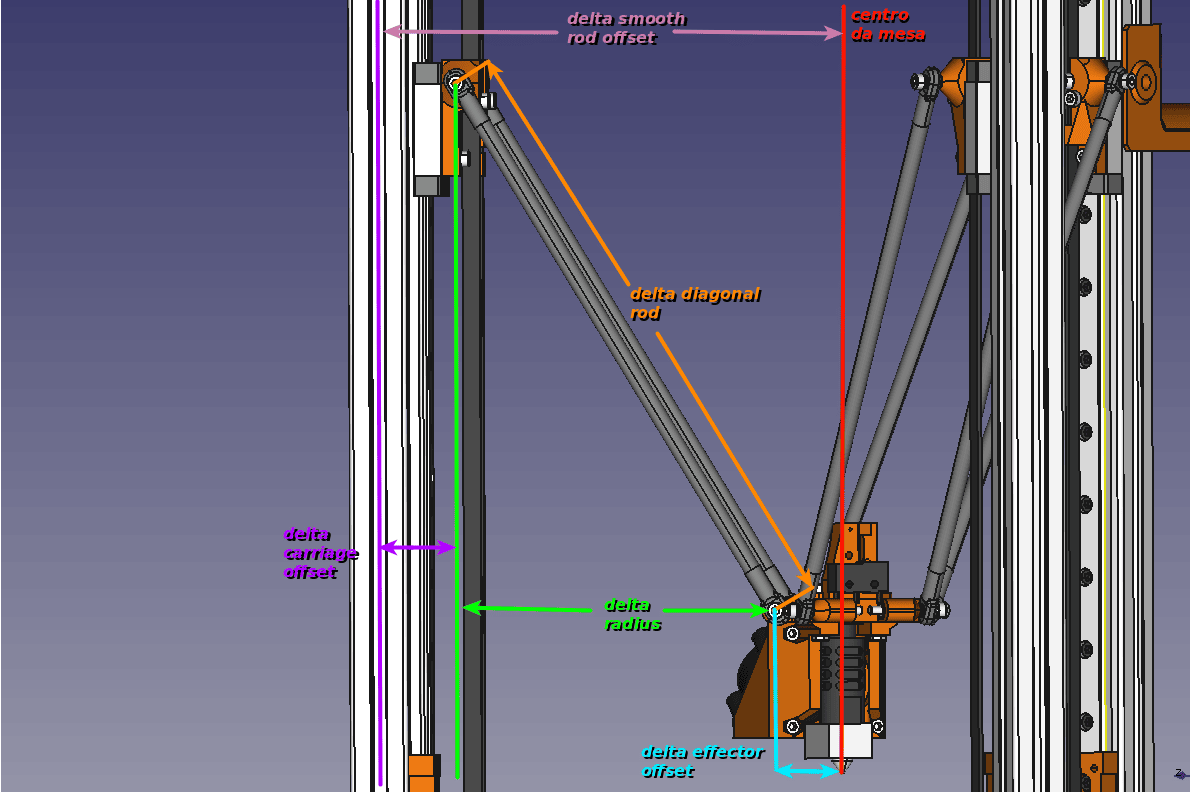 delta smooth
rod offset
centro
da mesa
delta diagonal
rod
delta
carriage
offset
delta
radius
delta effector
offset
Z